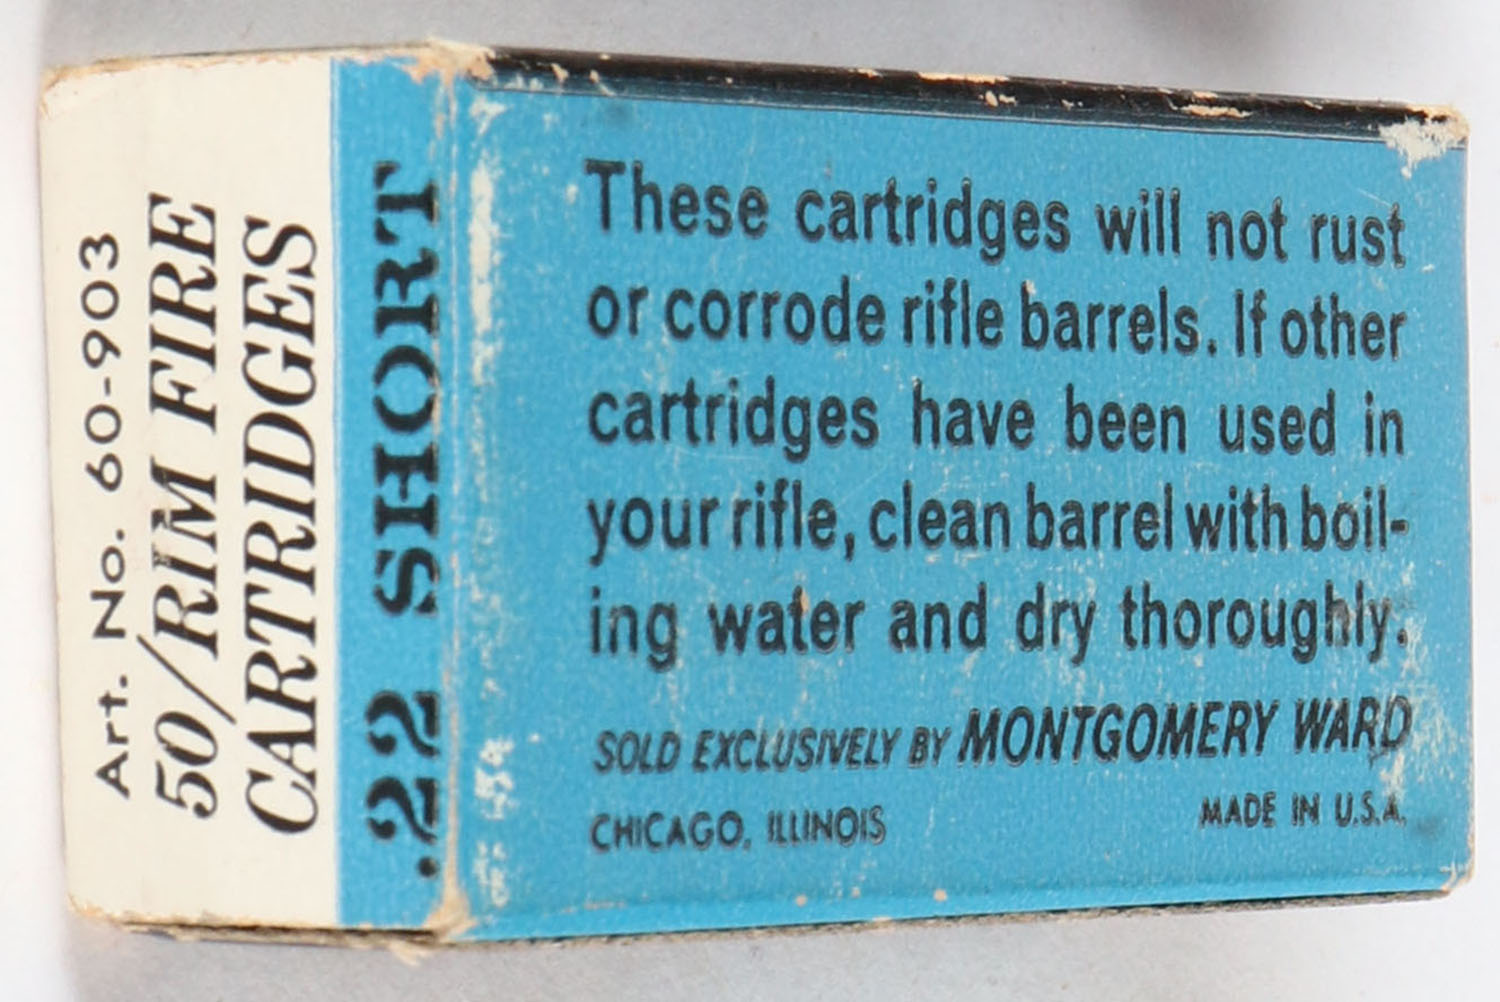 Art. No. 60-903
50/RIM FIRE
CARTRIDGES
.22 SHORT
These cartridges will not rust
or corrode rifle barrels. If other
cartridges have been used in
your rifle, clean barrel with boil-
ing water and dry thoroughly.
SOLD EXCLUSIVELY BY MONTGOMERY WARD
CHICAGO, ILLINOIS MADE IN U.S.A.